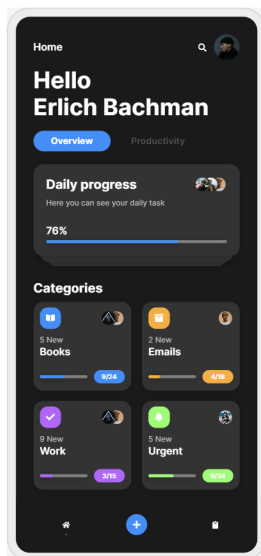 Home
Hello
Erlich Bachman
Overview
Productivity
Daily progress
Here you can see your daily task
76%
Categories
5 New
Books
9/24
2 New
Emails
4/18
9 New
Work
3/15
5 New
Urgent
9/24